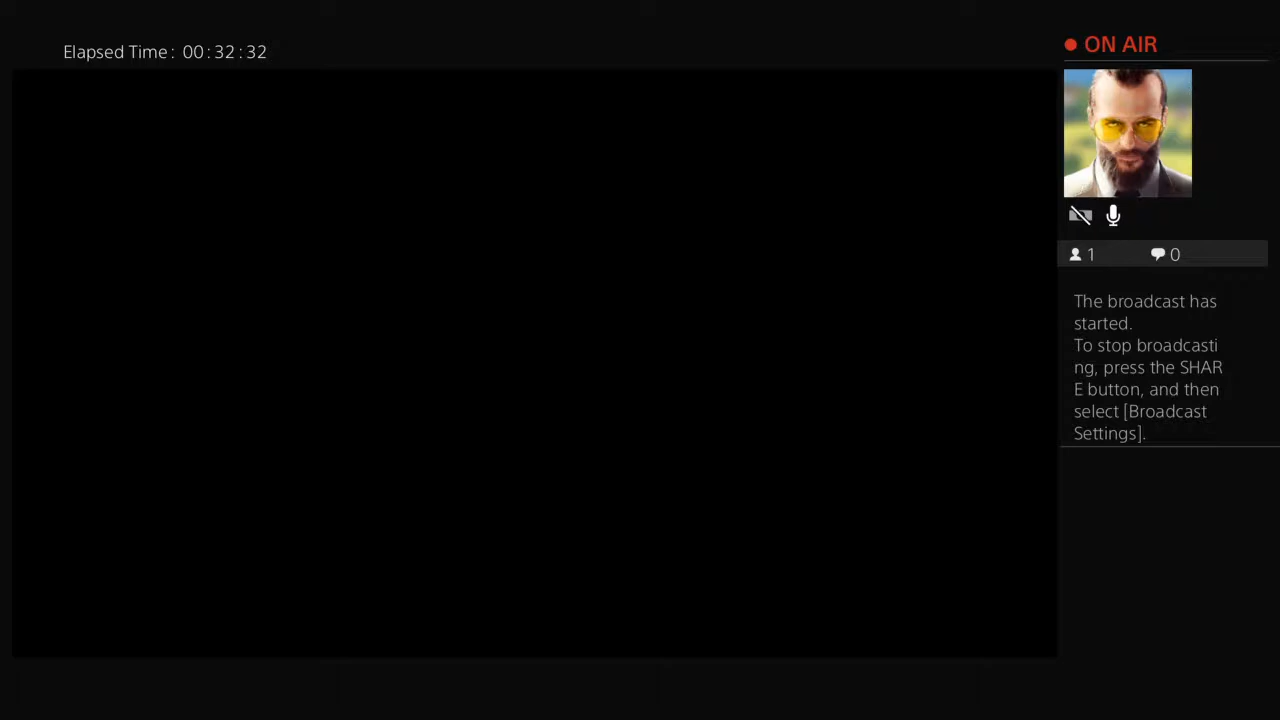 Elapsed Time: 00:32:32
ON AIR
1 0
The broadcast has
started.
To stop broadcasti
ng, press the SHAR
E button, and then
select [Broadcast
Settings].